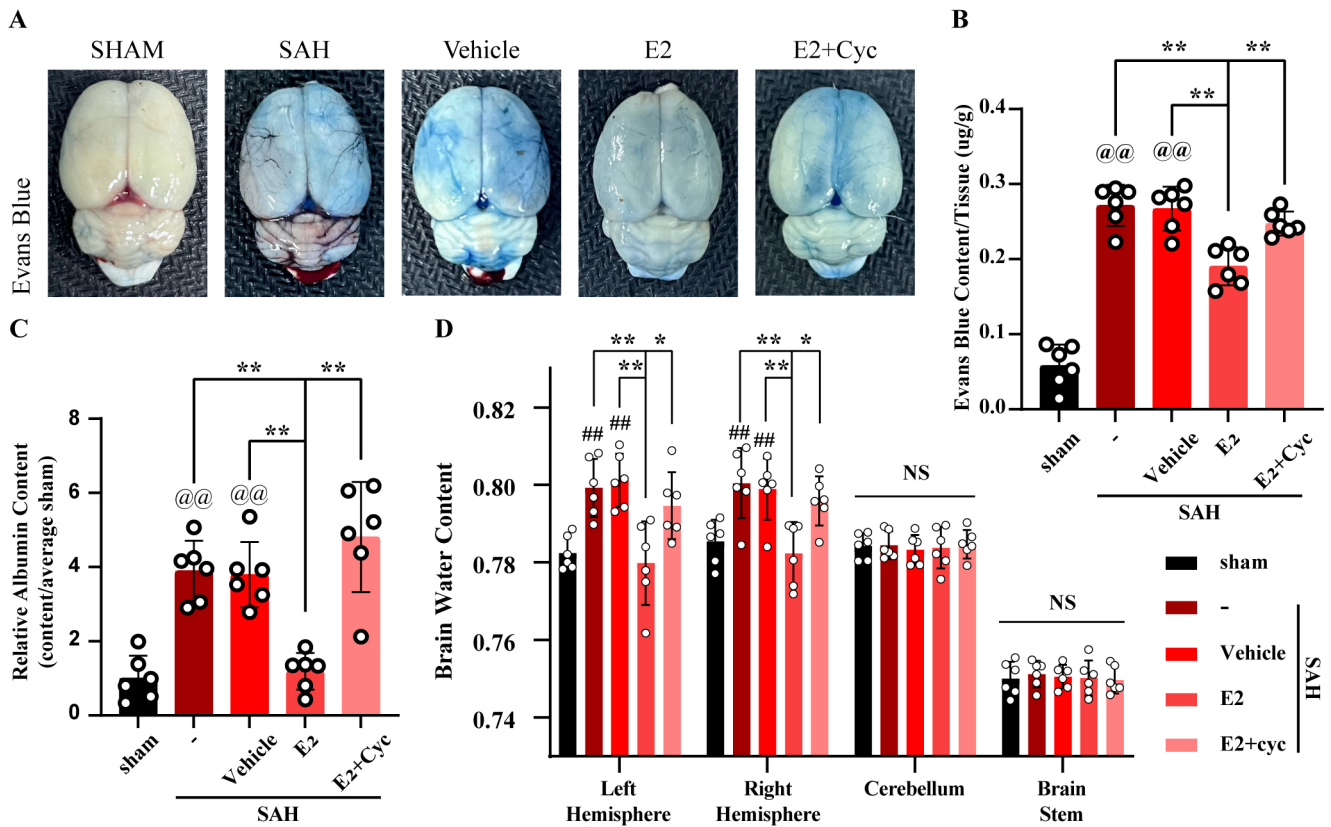 A
SHAM SAH Vehicle E2 E2+Cyc
Evans Blue
B
** **
**
@@ @@
Evans Blue Content/Tissue (ug/g)
0.4
0.3
0.2
0.1
0.0
sham - Vehicle E2 E2+Cyc
SAH
C
** **
**
@@ @@
Relative Albumin Content
(content/average sham)
8
6
4
2
0
sham - Vehicle E2 E2+Cyc
SAH
D
** * ** *
** **
## ## ## ##
NS
NS
Brain Water Content
0.82
0.80
0.78
0.76
0.74
Left
Hemisphere
Right
Hemisphere
Cerebellum
Brain
Stem
sham
-
Vehicle
E2
E2+cyc
SAH